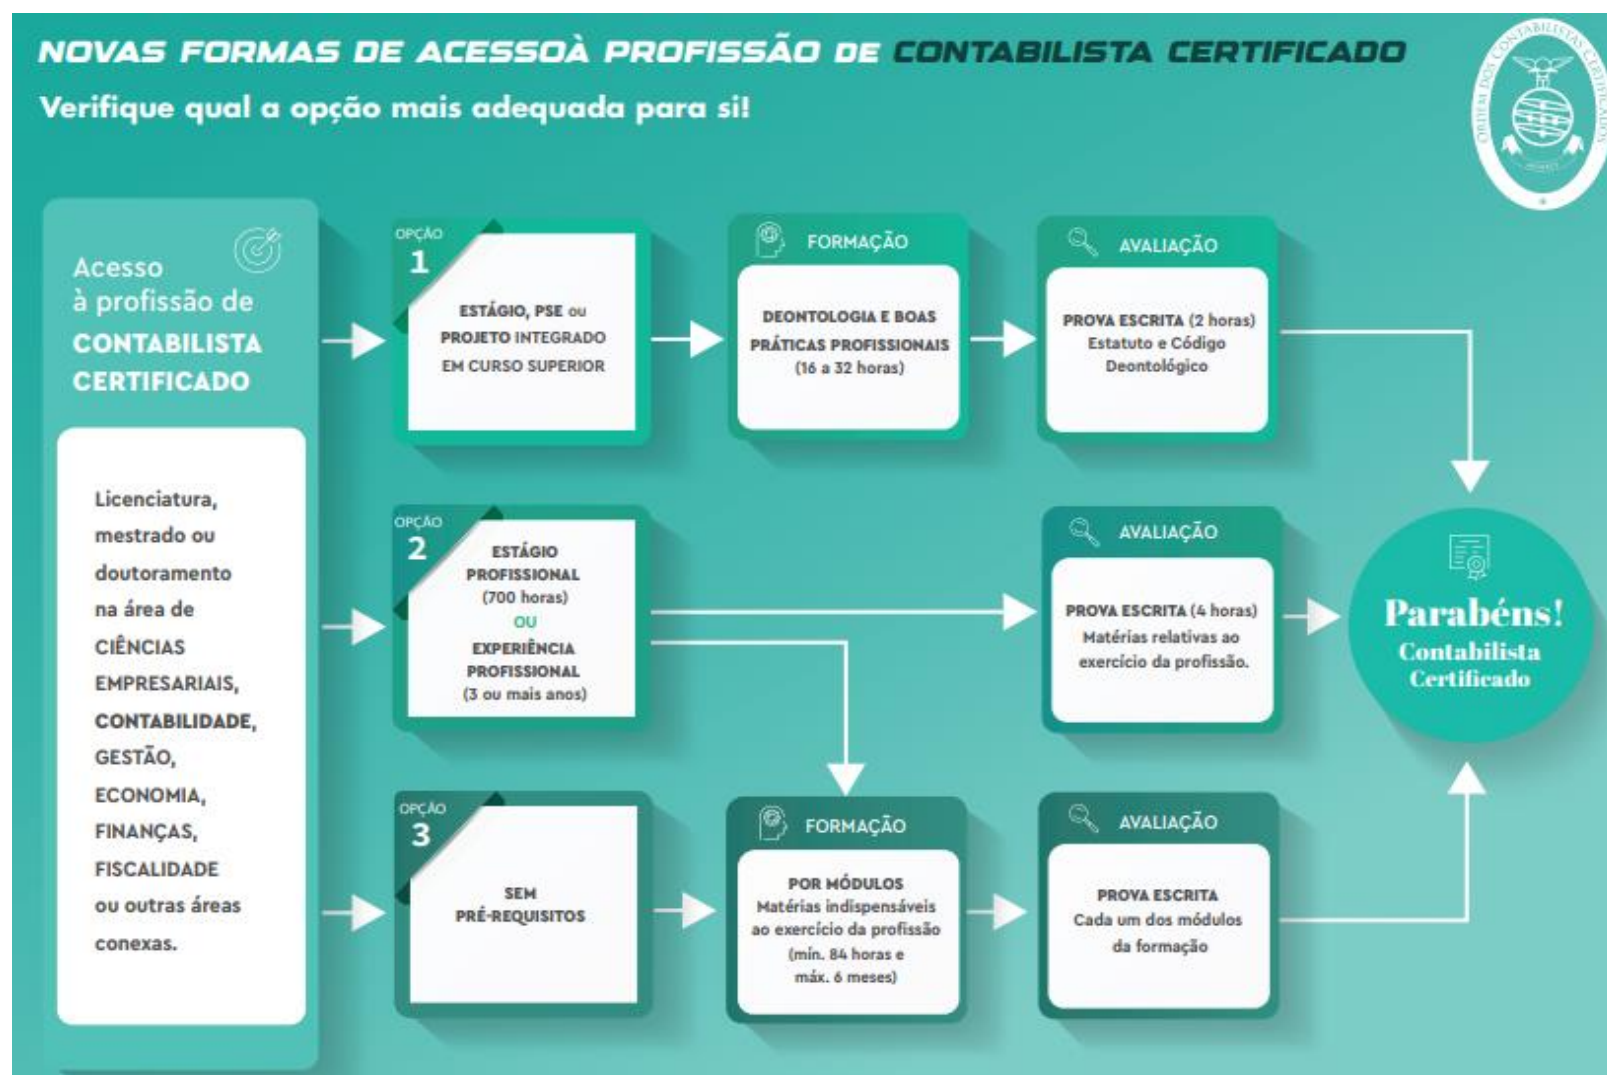 NOVAS FORMAS DE ACESSOÀ PROFISSÃO DE CONTABILISTA CERTIFICADO
Verifique qual a opção mais adequada para si!
ORDEM DOS CONTABILISTAS CERTIFICADOS
Acesso
à profissão de
CONTABILISTA
CERTIFICADO
Licenciatura,
mestrado ou
doutoramento
na área de
CIÊNCIAS
EMPRESARIAIS,
CONTABILIDADE,
GESTÃO,
ECONOMIA,
FINANÇAS,
FISCALIDADE
ou outras áreas
conexas.
OPÇÃO
1
ESTÁGIO, PSE ou
PROJETO INTEGRADO
EM CURSO SUPERIOR
FORMAÇÃO
DEONTOLOGIA E BOAS
PRÁTICAS PROFISSIONAIS
(16 a 32 horas)
AVALIAÇÃO
PROVA ESCRITA (2 horas)
Estatuto e Código
Deontológico
OPÇÃO
2
ESTÁGIO
PROFISSIONAL
(700 horas)
OU
EXPERIÊNCIA
PROFISSIONAL
(3 ou mais anos)
AVALIAÇÃO
PROVA ESCRITA (4 horas)
Matérias relativas ao
exercício da profissão.
OPÇÃO
3
SEM
PRÉ-REQUISITOS
FORMAÇÃO
POR MÓDULOS
Matérias indispensáveis
ao exercício da profissão
(mín. 84 horas e
máx. 6 meses)
AVALIAÇÃO
PROVA ESCRITA
Cada um dos módulos
da formação
Parabéns!
Contabilista
Certificado